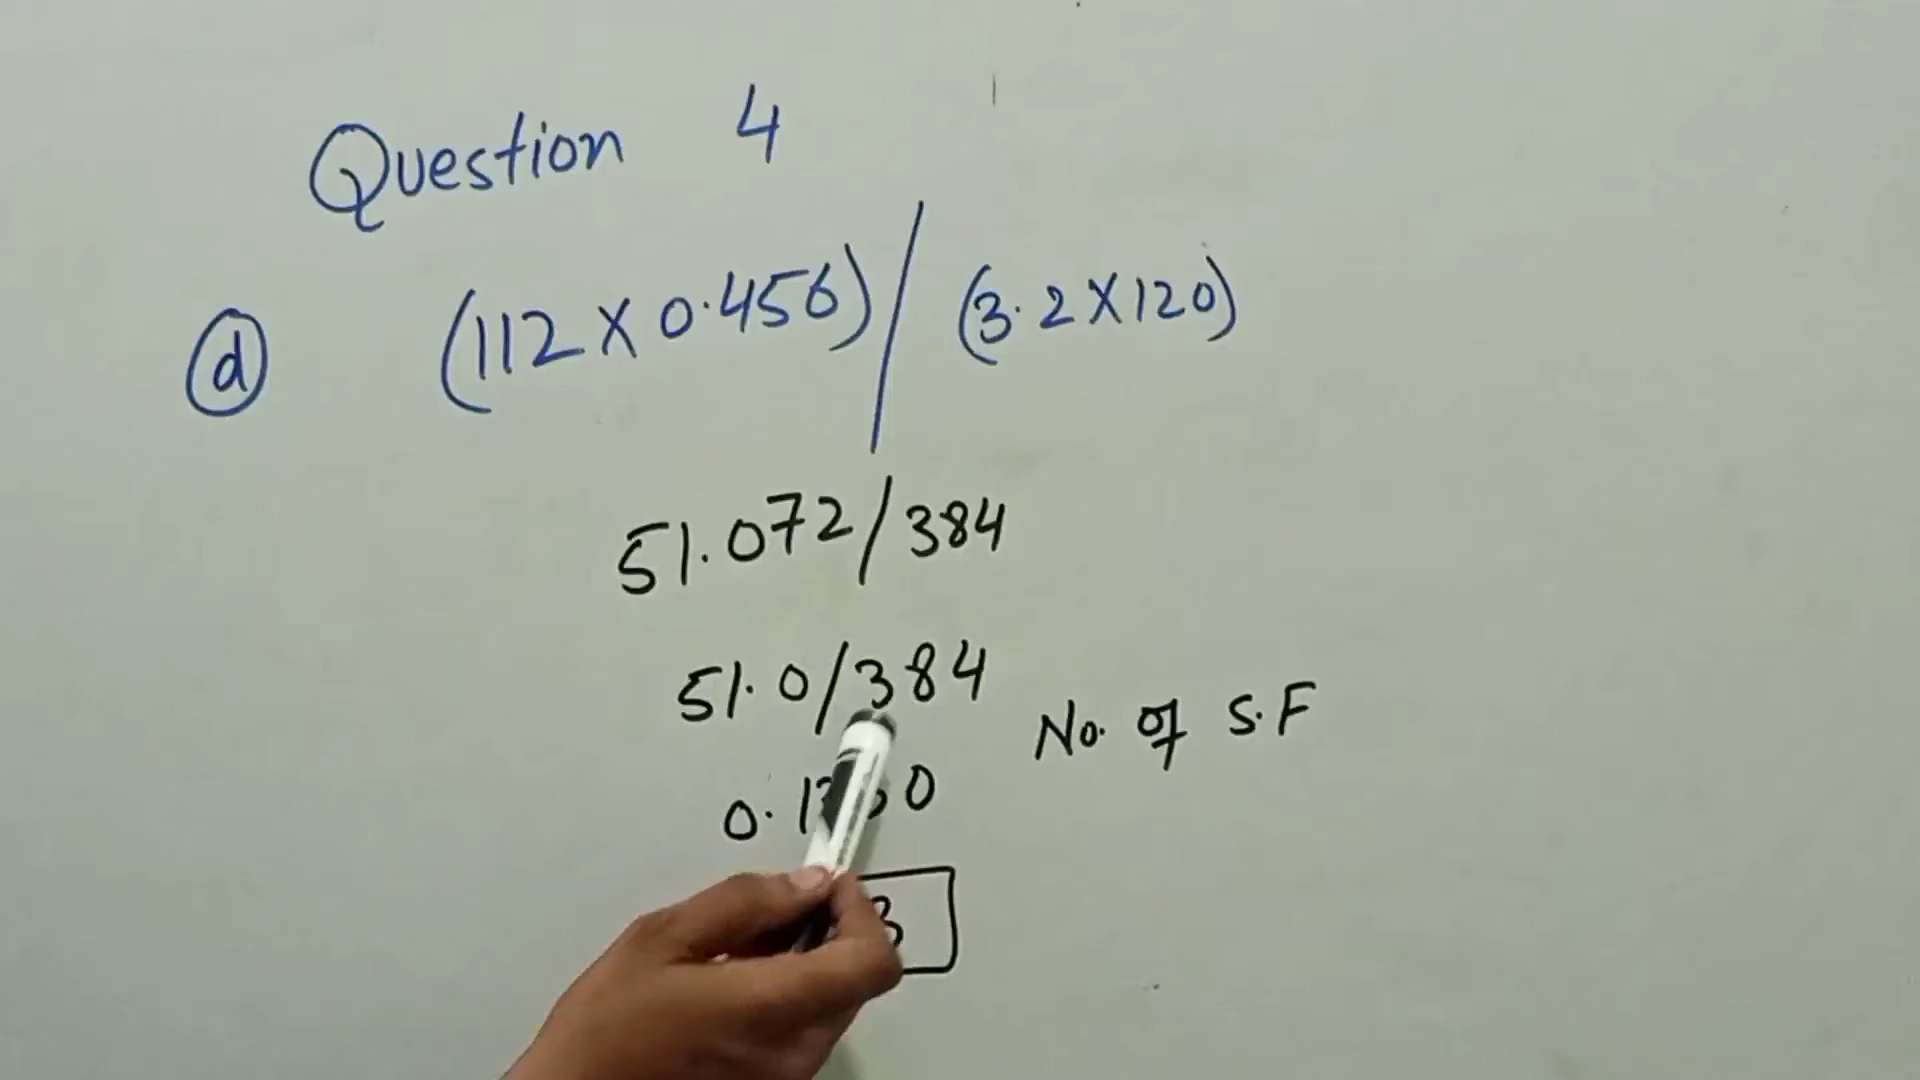 Question 4
d (112 X 0.456) / (3.2 X 120)
51.072 / 384
51.0 / 384
No. of S.F